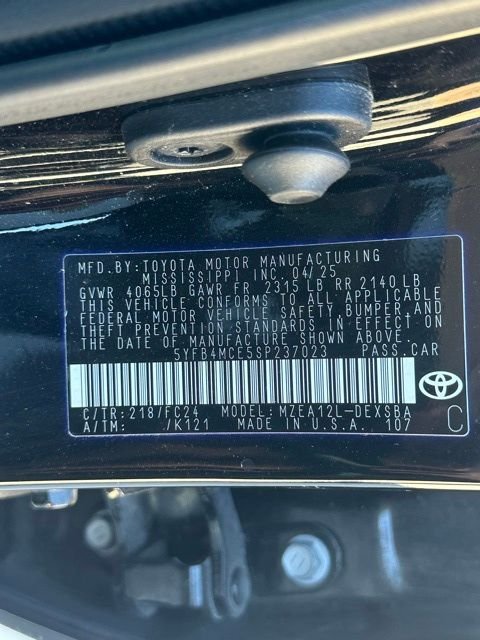 MFD.BY:TOYOTA MOTOR MANUFACTURING
MISSISSIPPI INC. 04/25
GVWR 4065LB GAWR FR 2315 LB RR 2140 LB
THIS VEHICLE CONFORMS TO ALL APPLICABLE
FEDERAL MOTOR VEHICLE SAFETY, BUMPER, AND
THEFT PREVENTION STANDARDS IN EFFECT ON
THE DATE OF MANUFACTURE SHOWN ABOVE.
5YFB4MCE5SP237023 PASS.CAR
C/TR:218/FC24 MODEL:MZEA12L-DEXSBA
A/TM: /K121 MADE IN U.S.A. 107
C